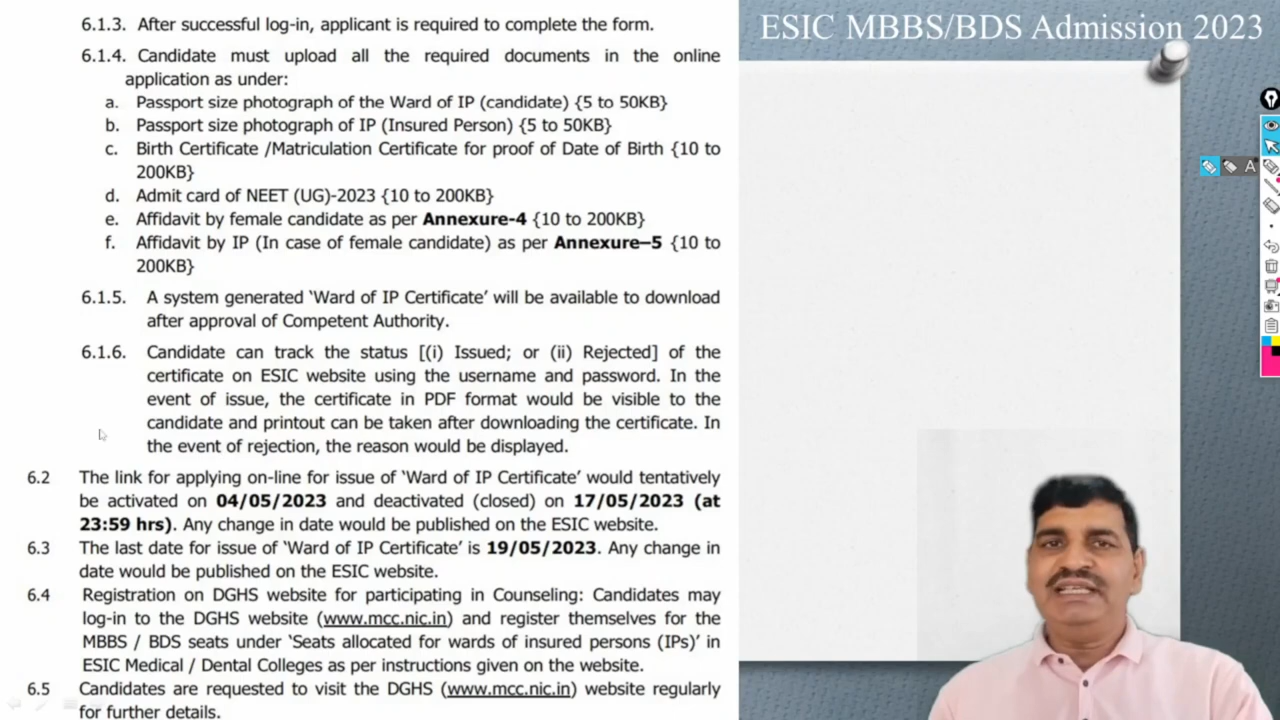 ESIC MBBS/BDS Admission 2023
6.1.3. After successful log-in, applicant is required to complete the form.
6.1.4. Candidate must upload all the required documents in the online
application as under:
a. Passport size photograph of the Ward of IP (candidate) {5 to 50KB}
b. Passport size photograph of IP (Insured Person) {5 to 50KB}
c. Birth Certificate /Matriculation Certificate for proof of Date of Birth {10 to
200KB}
d. Admit card of NEET (UG)-2023 {10 to 200KB}
e. Affidavit by female candidate as per Annexure-4 {10 to 200KB}
f. Affidavit by IP (In case of female candidate) as per Annexure–5 {10 to
200KB}
6.1.5. A system generated ‘Ward of IP Certificate’ will be available to download
after approval of Competent Authority.
6.1.6. Candidate can track the status [(i) Issued; or (ii) Rejected] of the
certificate on ESIC website using the username and password. In the
event of issue, the certificate in PDF format would be visible to the
candidate and printout can be taken after downloading the certificate. In
the event of rejection, the reason would be displayed.
6.2 The link for applying on-line for issue of ‘Ward of IP Certificate’ would tentatively
be activated on 04/05/2023 and deactivated (closed) on 17/05/2023 (at
23:59 hrs). Any change in date would be published on the ESIC website.
6.3 The last date for issue of ‘Ward of IP Certificate’ is 19/05/2023. Any change in
date would be published on the ESIC website.
6.4 Registration on DGHS website for participating in Counseling: Candidates may
log-in to the DGHS website (www.mcc.nic.in) and register themselves for the
MBBS / BDS seats under ‘Seats allocated for wards of insured persons (IPs)’ in
ESIC Medical / Dental Colleges as per instructions given on the website.
6.5 Candidates are requested to visit the DGHS (www.mcc.nic.in) website regularly
for further details.
A